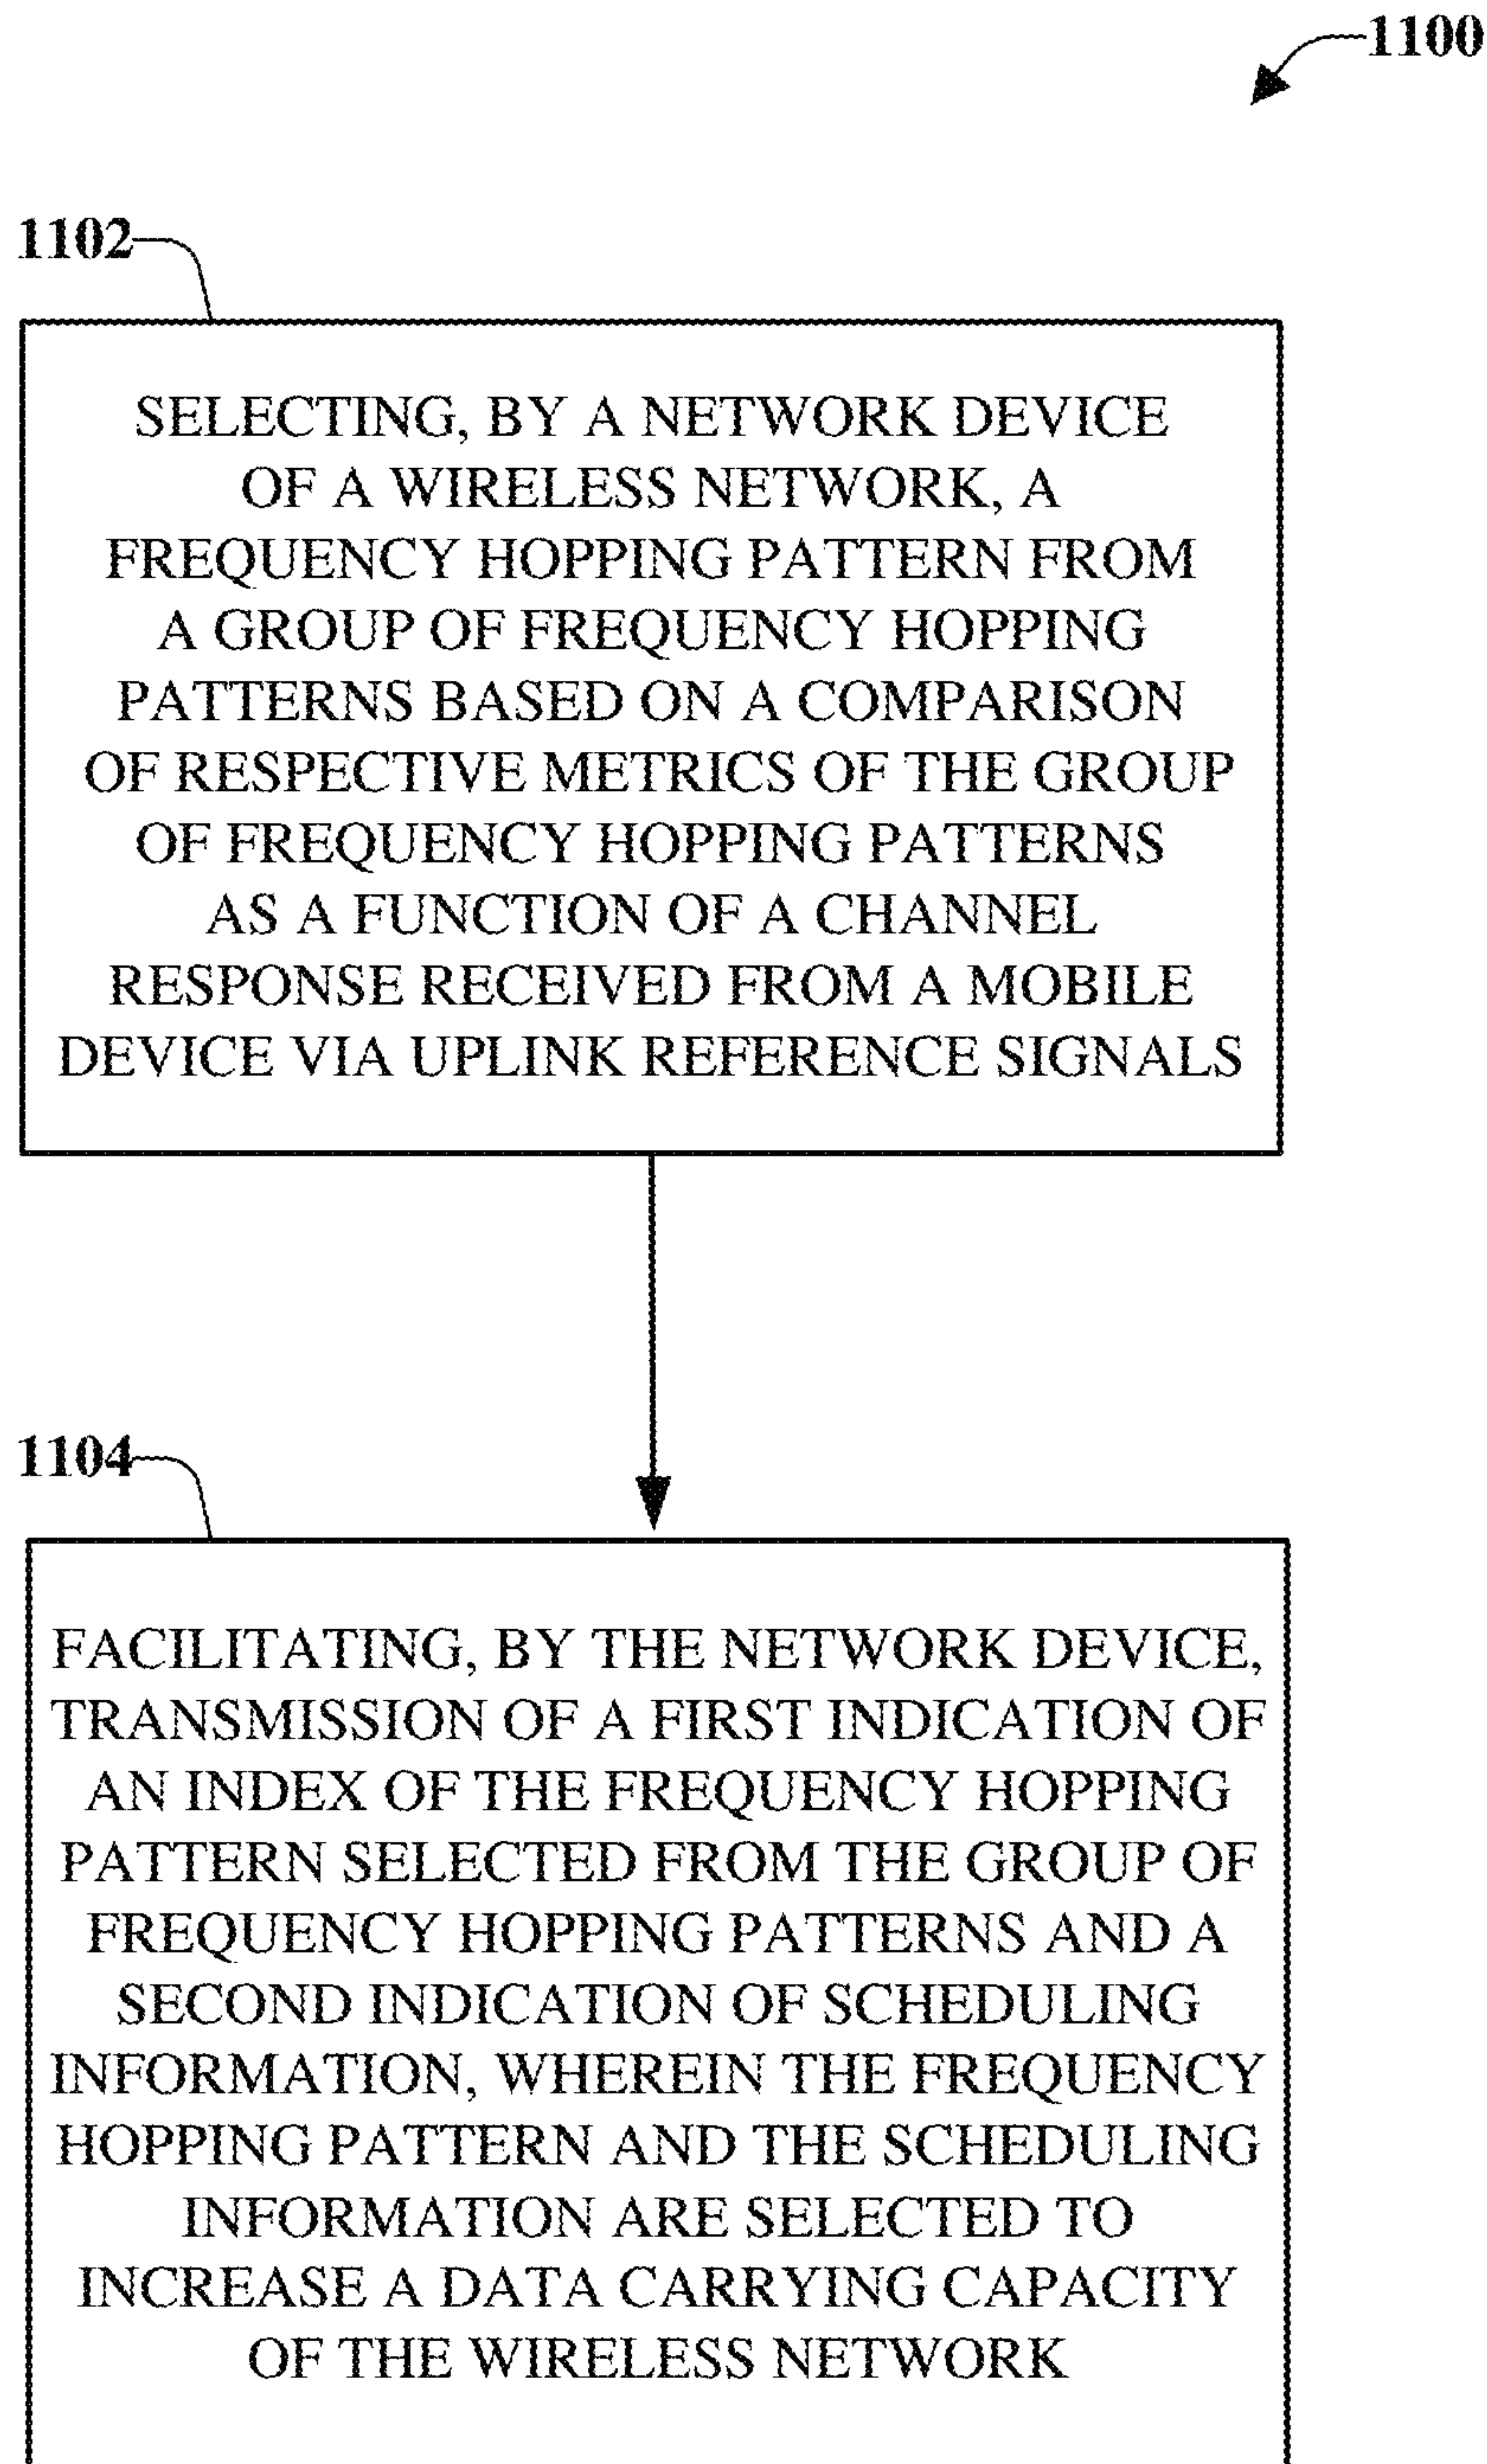 1100
1102
SELECTING, BY A NETWORK DEVICE
OF A WIRELESS NETWORK, A
FREQUENCY HOPPING PATTERN FROM
A GROUP OF FREQUENCY HOPPING
PATTERNS BASED ON A COMPARISON
OF RESPECTIVE METRICS OF THE GROUP
OF FREQUENCY HOPPING PATTERNS
AS A FUNCTION OF A CHANNEL
RESPONSE RECEIVED FROM A MOBILE
DEVICE VIA UPLINK REFERENCE SIGNALS
1104
FACILITATING, BY THE NETWORK DEVICE,
TRANSMISSION OF A FIRST INDICATION OF
AN INDEX OF THE FREQUENCY HOPPING
PATTERN SELECTED FROM THE GROUP OF
FREQUENCY HOPPING PATTERNS AND A
SECOND INDICATION OF SCHEDULING
INFORMATION, WHEREIN THE FREQUENCY
HOPPING PATTERN AND THE SCHEDULING
INFORMATION ARE SELECTED TO
INCREASE A DATA CARRYING CAPACITY
OF THE WIRELESS NETWORK